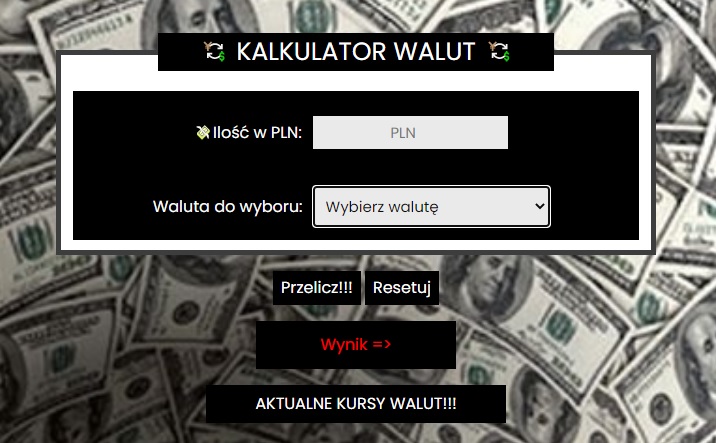 KALKULATOR WALUT
Ilość w PLN:
PLN
Waluta do wyboru:
Wybierz walutę
Przelicz!!!
Resetuj
Wynik =>
AKTUALNE KURSY WALUT!!!